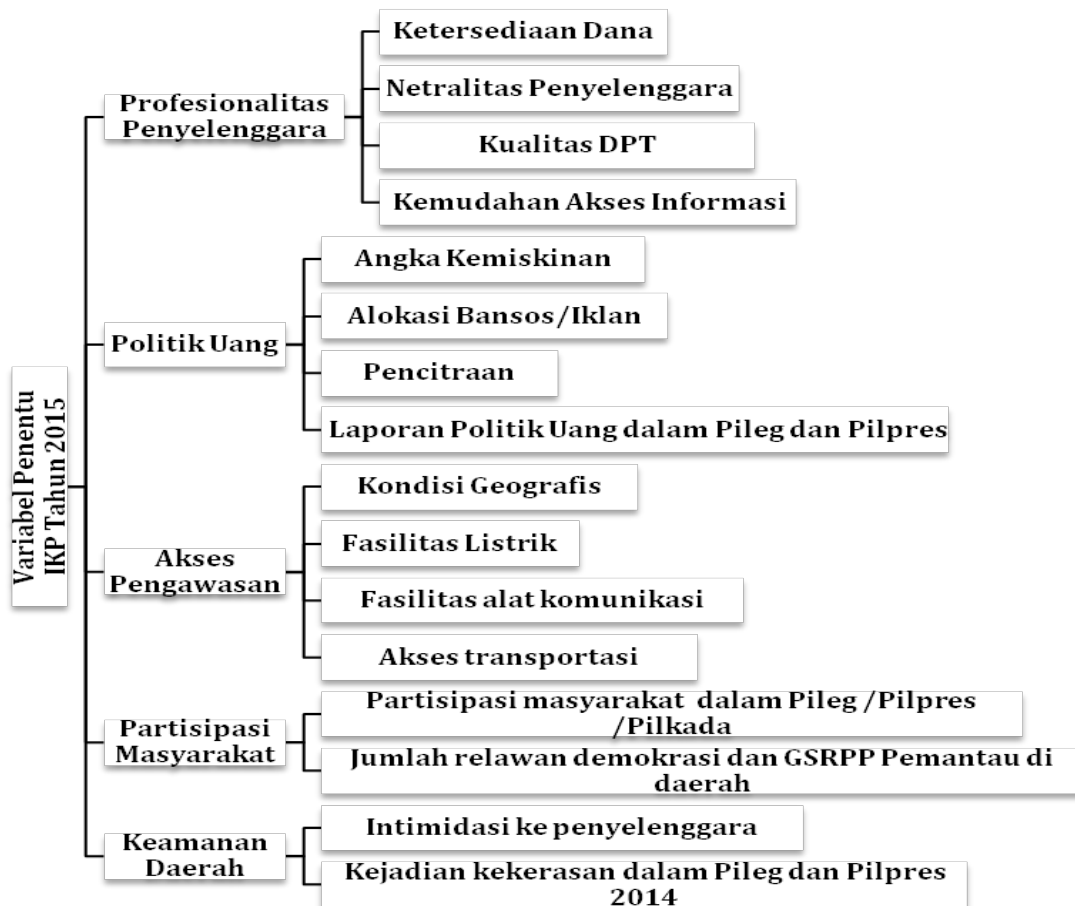 Variabel Penentu
IKP Tahun 2015
Profesionalitas
Penyelenggara
Ketersediaan Dana
Netralitas Penyelenggara
Kualitas DPT
Kemudahan Akses Informasi
Politik Uang
Angka Kemiskinan
Alokasi Bansos/Iklan
Pencitraan
Laporan Politik Uang dalam Pileg dan Pilpres
Akses
Pengawasan
Kondisi Geografis
Fasilitas Listrik
Fasilitas alat komunikasi
Akses transportasi
Partisipasi
Masyarakat
Partisipasi masyarakat dalam Pileg /Pilpres
/Pilkada
Jumlah relawan demokrasi dan GSRPP Pemantau di
daerah
Keamanan
Daerah
Intimidasi ke penyelenggara
Kejadian kekerasan dalam Pileg dan Pilpres
2014